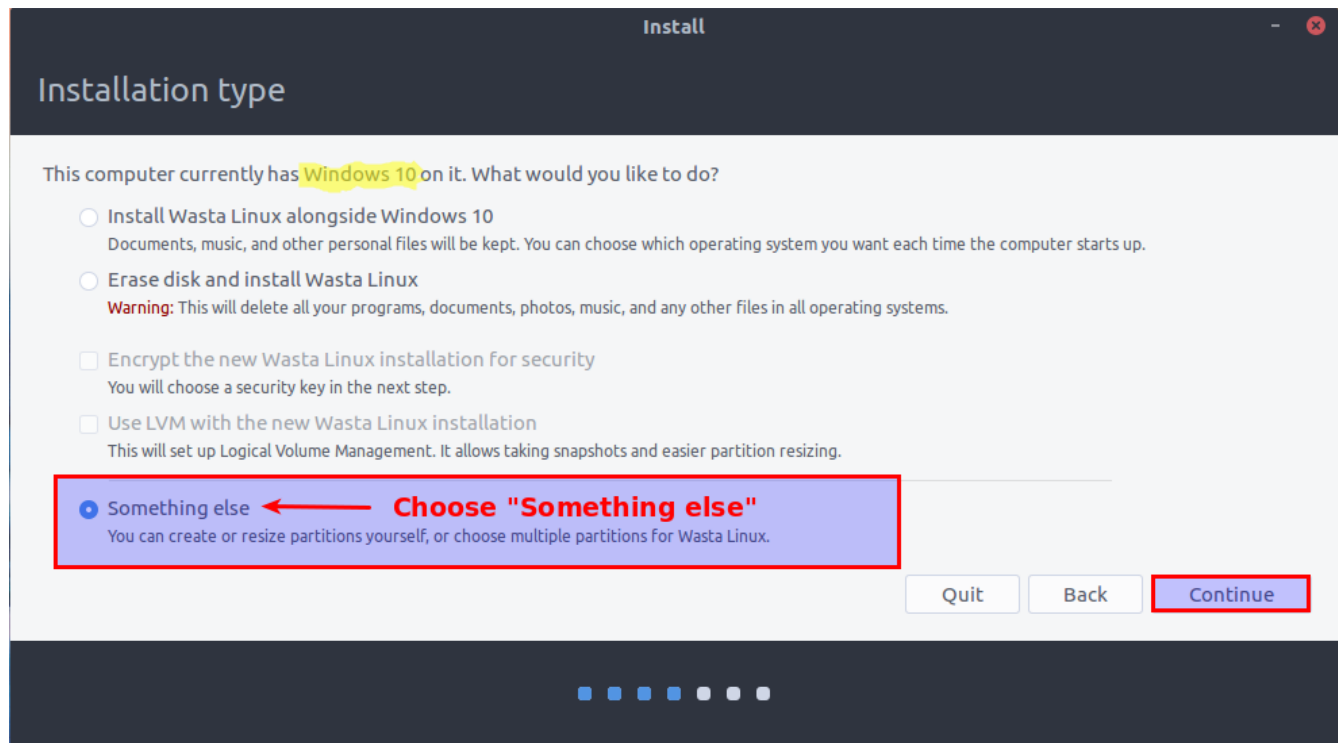 Install
Installation type
This computer currently has Windows 10 on it. What would you like to do?
Install Wasta Linux alongside Windows 10
Documents, music, and other personal files will be kept. You can choose which operating system you want each time the computer starts up.
Erase disk and install Wasta Linux
Warning: This will delete all your programs, documents, photos, music, and any other files in all operating systems.
Encrypt the new Wasta Linux installation for security
You will choose a security key in the next step.
Use LVM with the new Wasta Linux installation
This will set up Logical Volume Management. It allows taking snapshots and easier partition resizing.
Something else Choose "Something else"
You can create or resize partitions yourself, or choose multiple partitions for Wasta Linux.
Quit Back Continue